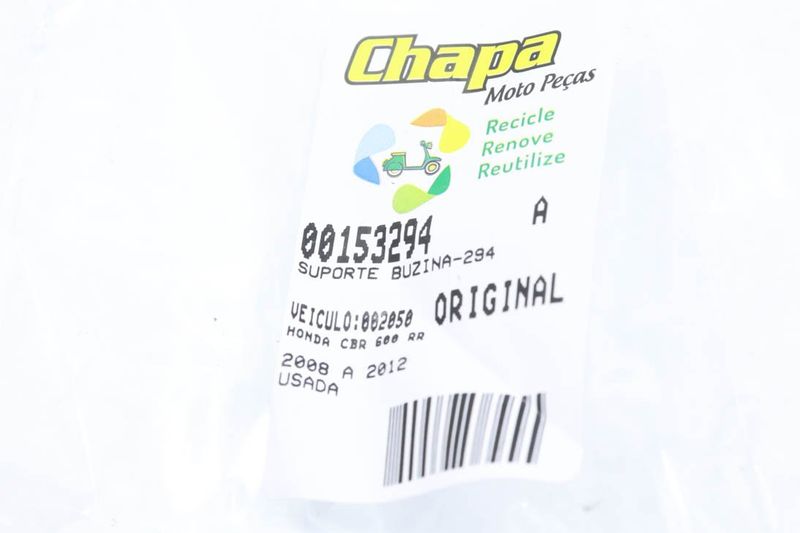 Chapa
Moto Peças
Recicle
Renove
Reutilize
A
00153294
SUPORTE BUZINA-294
VEICULO:002050 ORIGINAL
HONDA CBR 600 RR
2008 A 2012
USADA